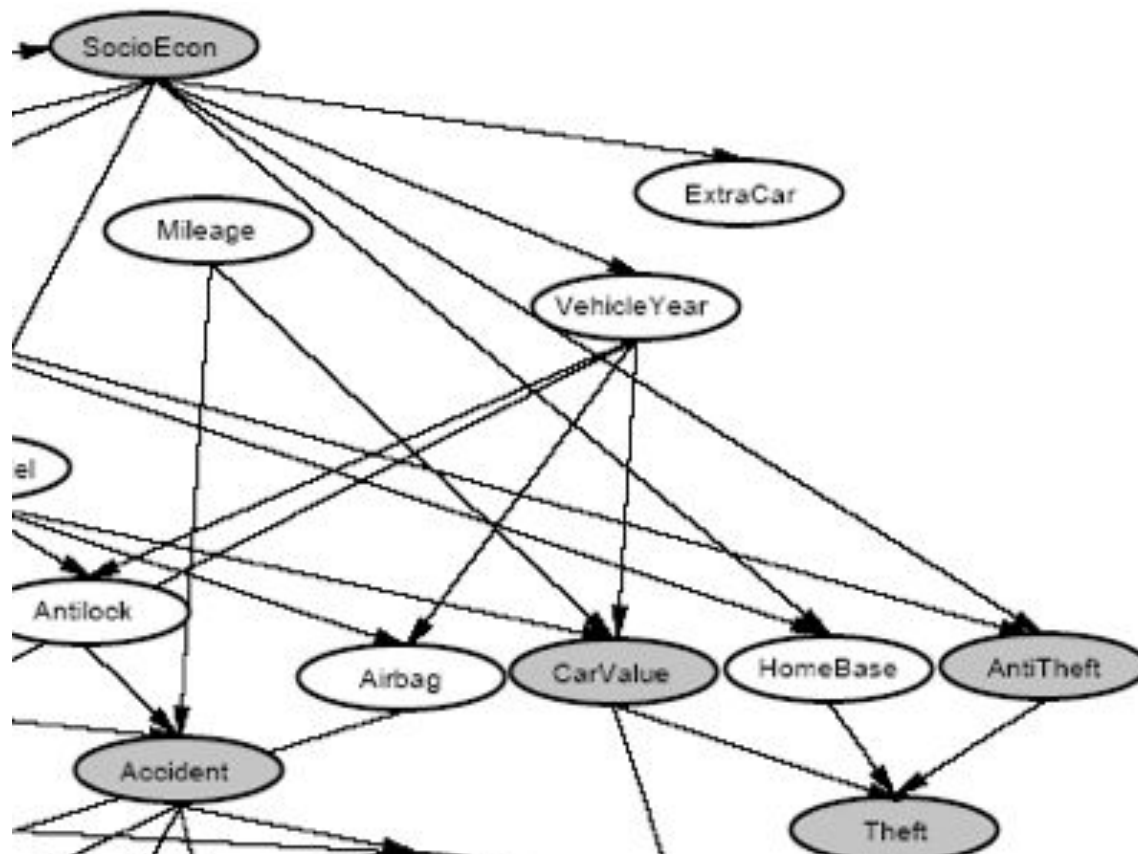 SocioEcon
ExtraCar
Mileage
VehicleYear
el
Antilock
Airbag
CarValue
HomeBase
AntiTheft
Accident
Theft